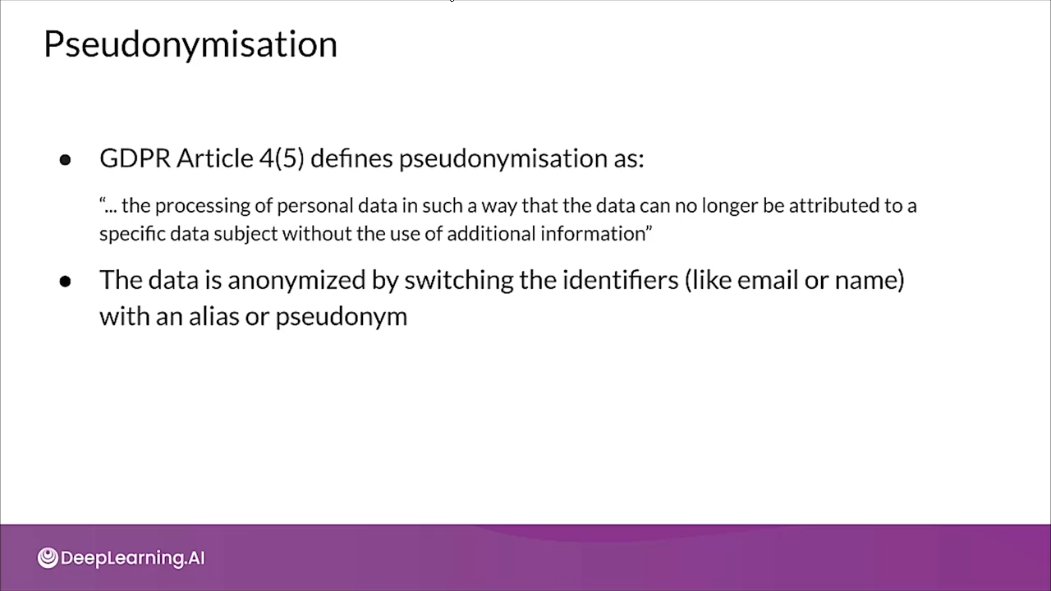 Pseudonymisation
● GDPR Article 4(5) defines pseudonymisation as:
“... the processing of personal data in such a way that the data can no longer be attributed to a
specific data subject without the use of additional information”
● The data is anonymized by switching the identifiers (like email or name)
with an alias or pseudonym
DeepLearning.AI